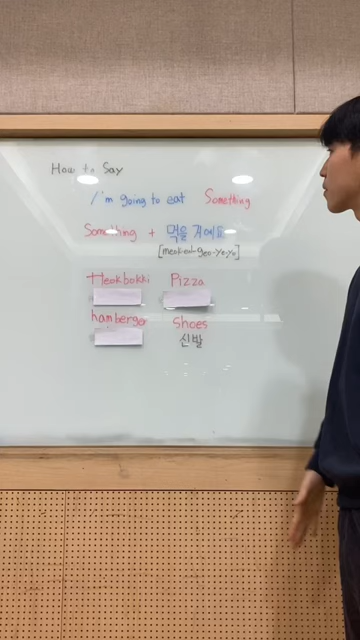 How to Say
I'm going to eat Something
Something + 먹을 거예요
[meok-eul-geo-ye-yo]
Tteokbokki Pizza
hamberger shoes
신발